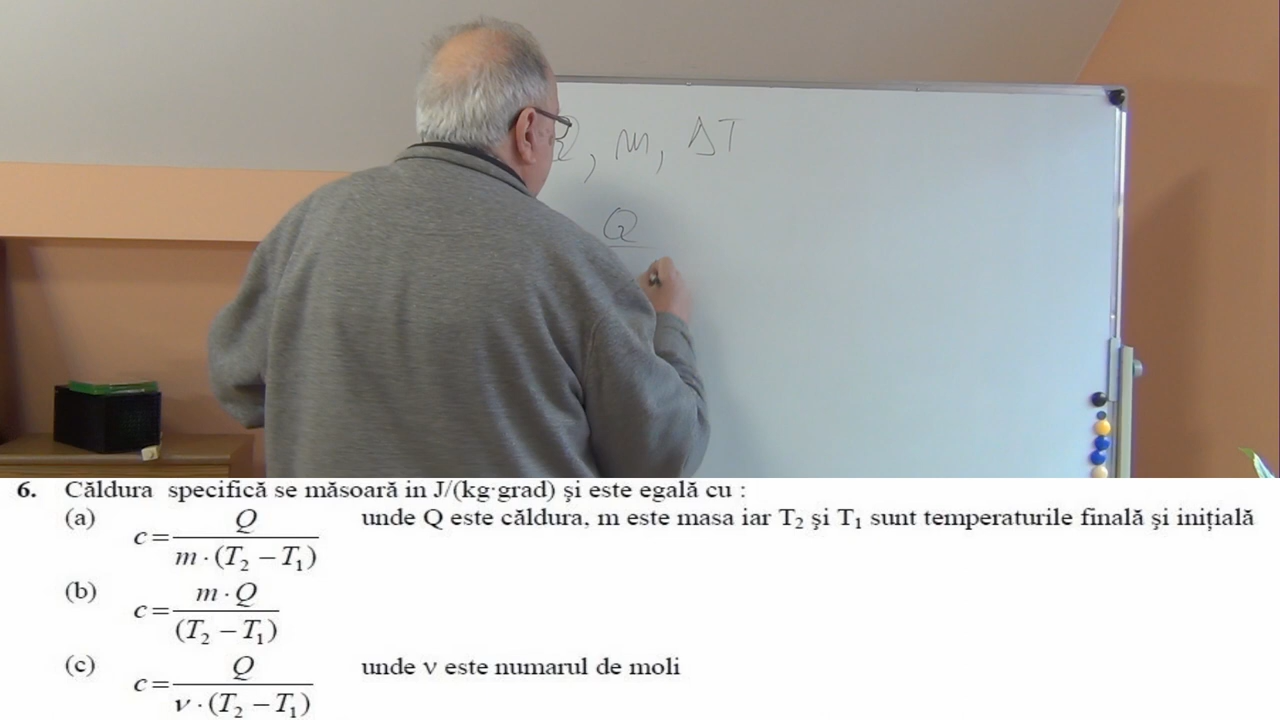 Q, m, ΔT
Q
6. Căldura specifică se măsoară in J/(kg·grad) şi este egală cu :
(a) c = Q / m · (T₂ − T₁) unde Q este căldura, m este masa iar T₂ şi T₁ sunt temperaturile finală şi iniţială
(b) c = m · Q / (T₂ − T₁)
(c) c = Q / ν · (T₂ − T₁) unde ν este numarul de moli